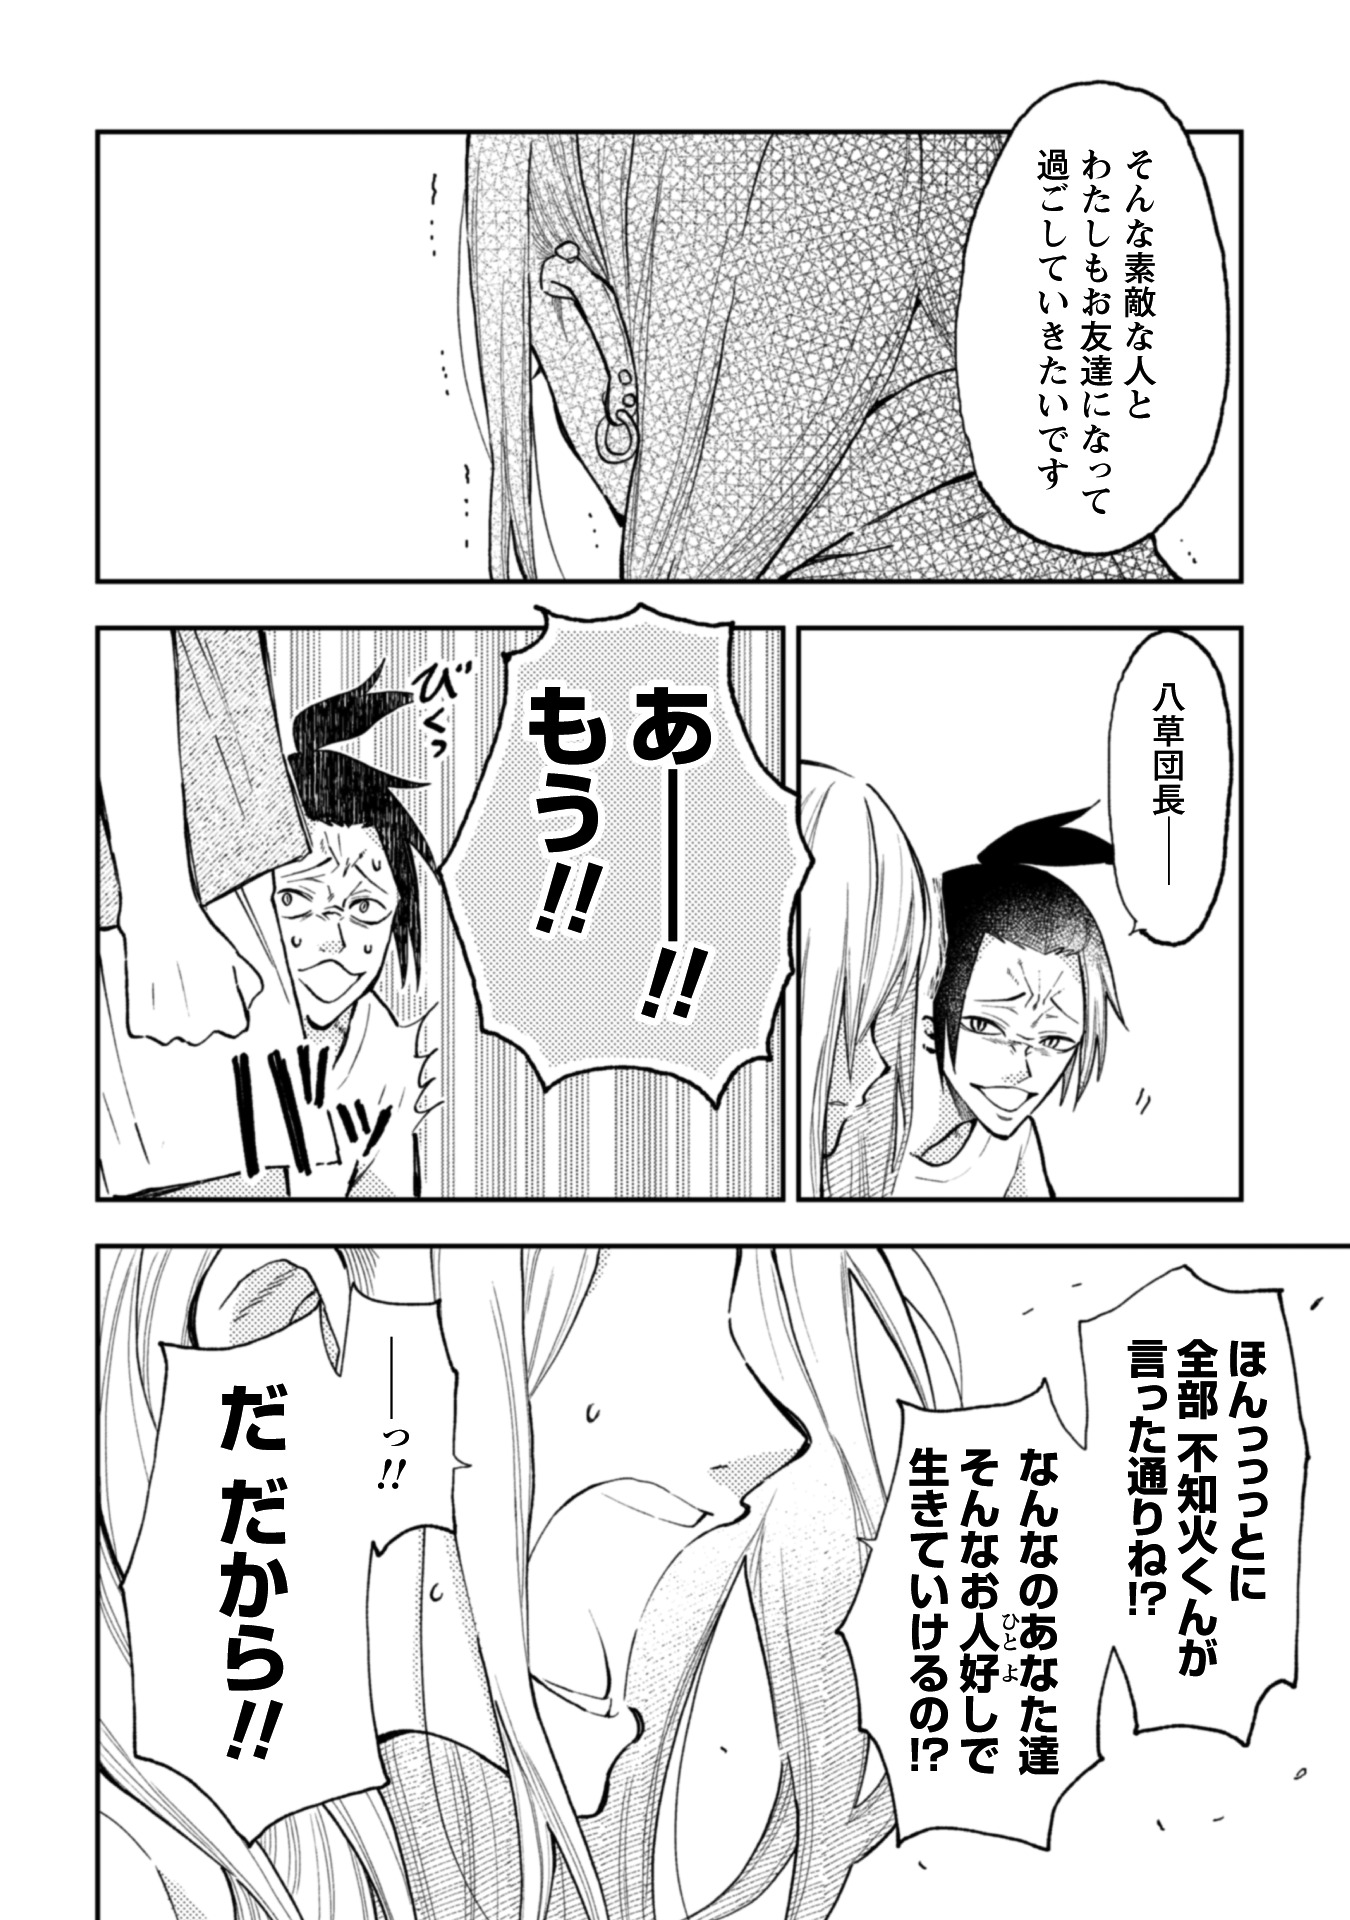 そんな素敵な人と
わたしもお友達になって
過ごしていきたいです
八草団長――
あ――!!
もう!!
びくっ
バンッ
ほんっっっとに
全部 不知火くんが
言った通りね!?
なんなのあなた達
そんなお人好しで
ひとよ
生きていけるの!?
――っ!!
だ だから!!